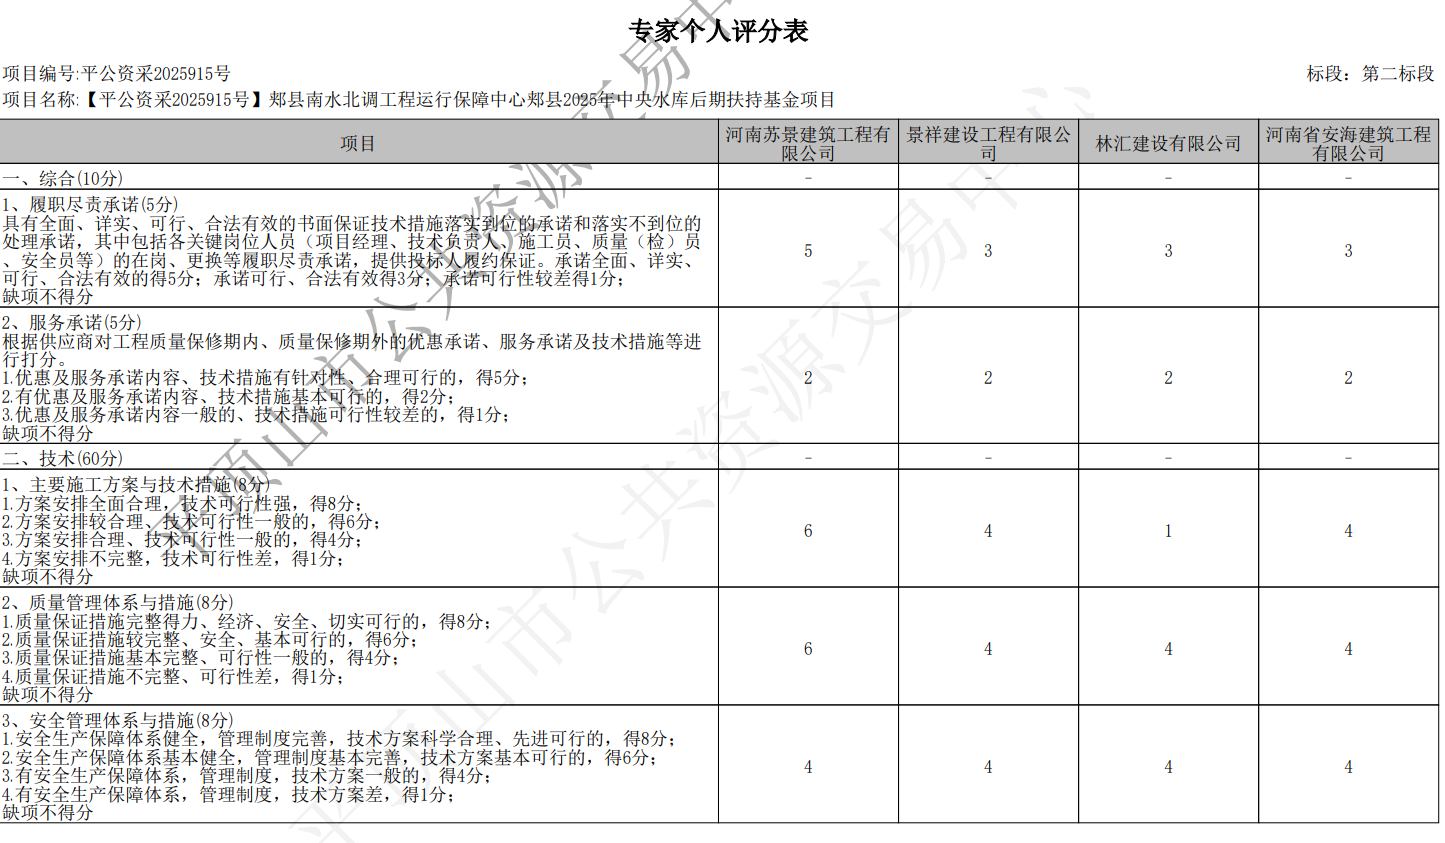 专家个人评分表
项目编号:平公资采2025915号
标段：第二标段
项目名称:【平公资采2025915号】郏县南水北调工程运行保障中心郏县2025年中央水库后期扶持基金项目
项目
河南苏景建筑工程有
限公司
景祥建设工程有限公
司
林汇建设有限公司
河南省安海建筑工程
有限公司
一、综合(10分)
-
-
-
-
1、履职尽责承诺(5分)
具有全面、详实、可行、合法有效的书面保证技术措施落实到位的承诺和落实不到位的
处理承诺，其中包括各关键岗位人员（项目经理、技术负责人、施工员、质量（检）员
、安全员等）的在岗、更换等履职尽责承诺，提供投标人履约保证。承诺全面、详实、
可行、合法有效的得5分；承诺可行、合法有效得3分；承诺可行性较差得1分；
缺项不得分
5
3
3
3
2、服务承诺(5分)
根据供应商对工程质量保修期内、质量保修期外的优惠承诺、服务承诺及技术措施等进
行打分。
1.优惠及服务承诺内容、技术措施有针对性、合理可行的，得5分；
2.有优惠及服务承诺内容、技术措施基本可行的，得2分；
3.优惠及服务承诺内容一般的、技术措施可行性较差的，得1分；
缺项不得分
2
2
2
2
二、技术(60分)
-
-
-
-
1、主要施工方案与技术措施(8分)
1.方案安排全面合理，技术可行性强，得8分；
2.方案安排较合理、技术可行性一般的，得6分；
3.方案安排合理、技术可行性一般的，得4分；
4.方案安排不完整，技术可行性差，得1分；
缺项不得分
6
4
1
4
2、质量管理体系与措施(8分)
1.质量保证措施完整得力、经济、安全、切实可行的，得8分；
2.质量保证措施较完整、安全、基本可行的，得6分；
3.质量保证措施基本完整、可行性一般的，得4分；
4.质量保证措施不完整、可行性差，得1分；
缺项不得分
6
4
4
4
3、安全管理体系与措施(8分)
1.安全生产保障体系健全，管理制度完善，技术方案科学合理、先进可行的，得8分；
2.安全生产保障体系基本健全，管理制度基本完善，技术方案基本可行的，得6分；
3.有安全生产保障体系，管理制度，技术方案一般的，得4分；
4.有安全生产保障体系，管理制度，技术方案差，得1分；
缺项不得分
4
4
4
4
平顶山市公共资源交易中
平顶山市公共资源交易中心